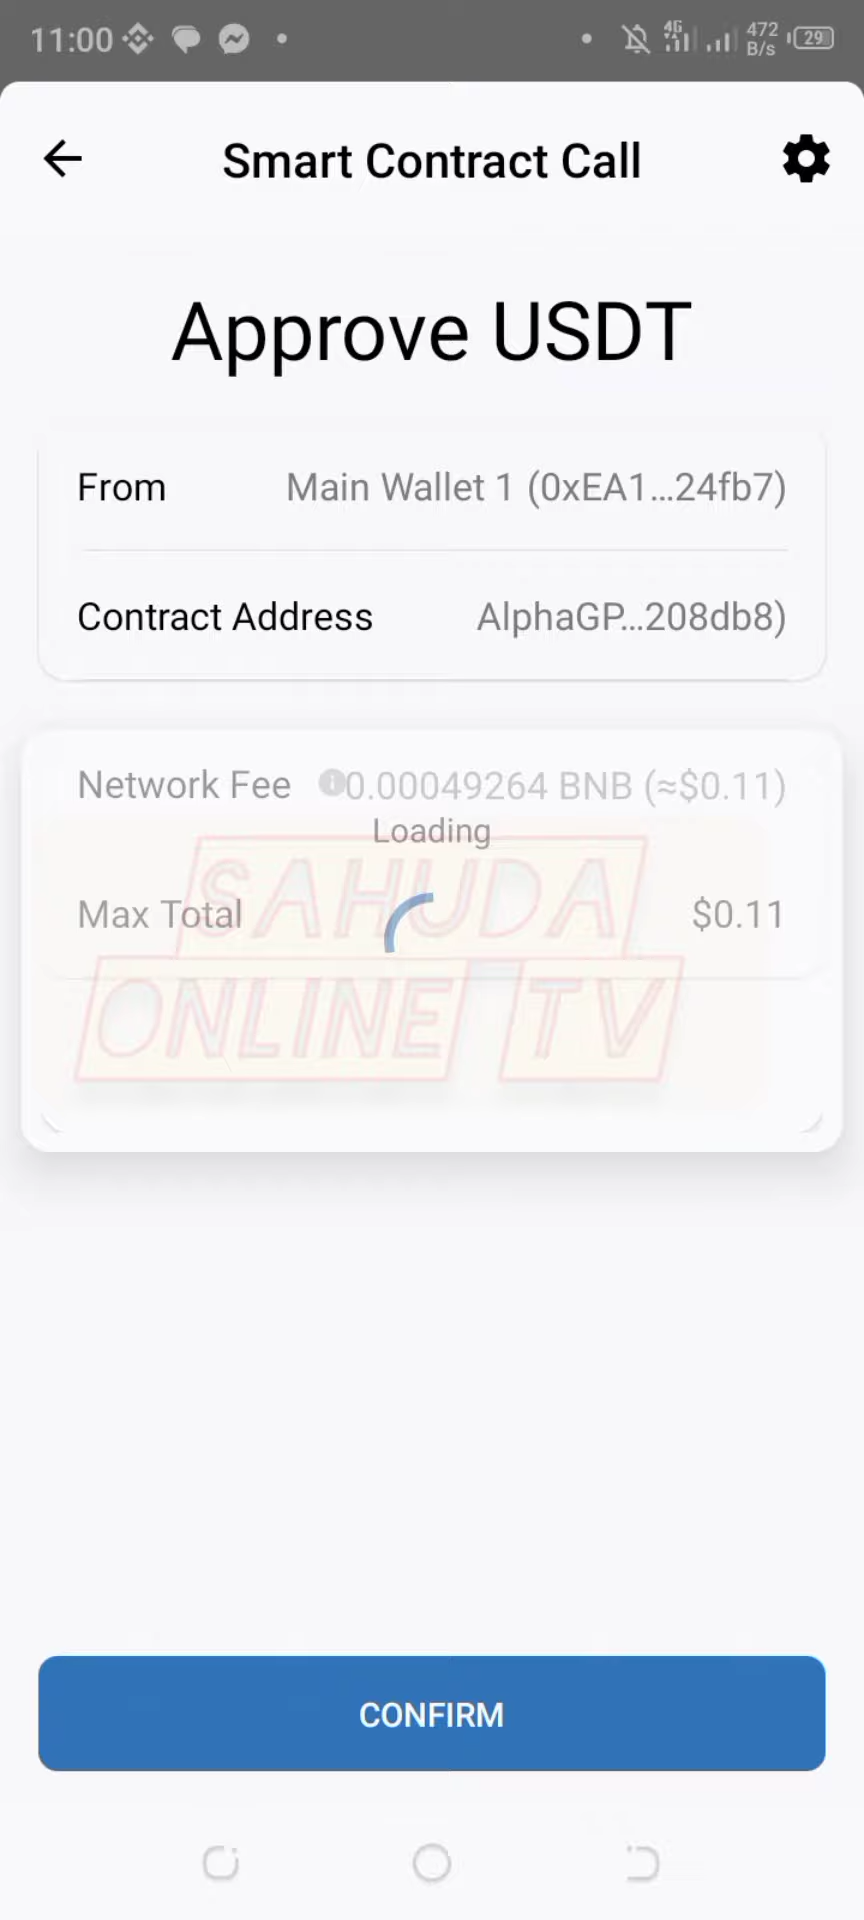 11:00
4G
472
B/s
29
Smart Contract Call
Approve USDT
From Main Wallet 1 (0xEA1...24fb7)
Contract Address AlphaGP...208db8)
Network Fee 0.00049264 BNB (≈$0.11)
Loading
SAHUDA
Max Total $0.11
ONLINE TV
CONFIRM